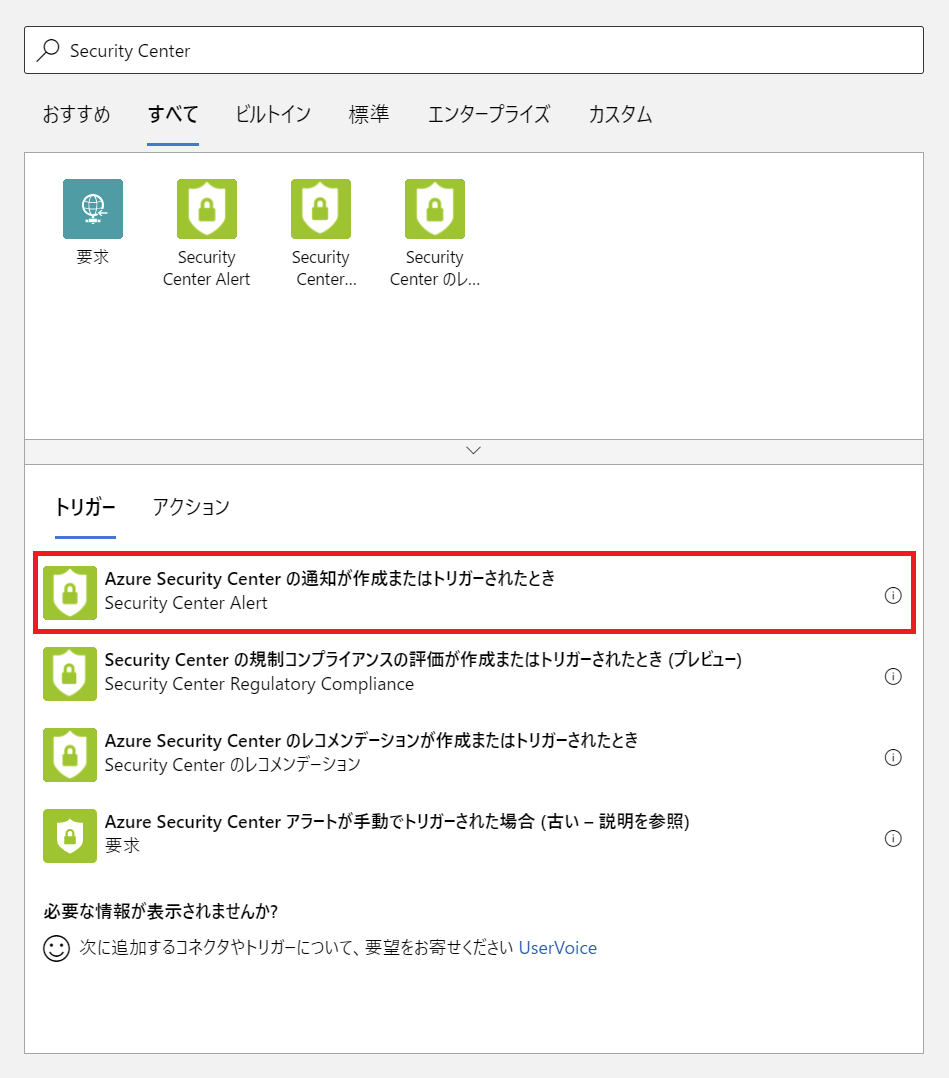 Security Center
おすすめ すべて ビルトイン 標準 エンタープライズ カスタム
要求
Security
Center Alert
Security
Center...
Security
Center のレ...
トリガー アクション
Azure Security Center の通知が作成またはトリガーされたとき
Security Center Alert
Security Center の規制コンプライアンスの評価が作成またはトリガーされたとき (プレビュー)
Security Center Regulatory Compliance
Azure Security Center のレコメンデーションが作成またはトリガーされたとき
Security Center のレコメンデーション
Azure Security Center アラートが手動でトリガーされた場合 (古い – 説明を参照)
要求
必要な情報が表示されませんか?
次に追加するコネクタやトリガーについて、要望をお寄せください UserVoice